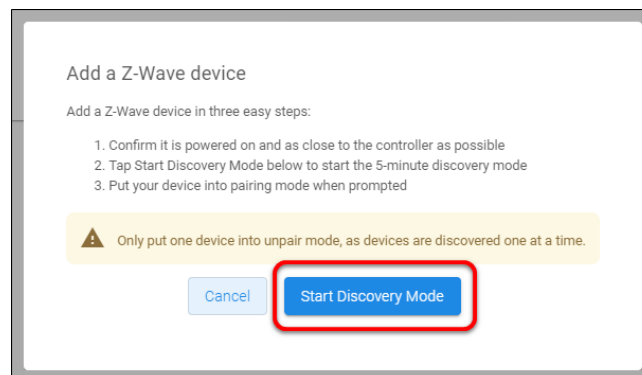 Add a Z-Wave device
Add a Z-Wave device in three easy steps:
1. Confirm it is powered on and as close to the controller as possible
2. Tap Start Discovery Mode below to start the 5-minute discovery mode
3. Put your device into pairing mode when prompted
Only put one device into unpair mode, as devices are discovered one at a time.
Cancel
Start Discovery Mode